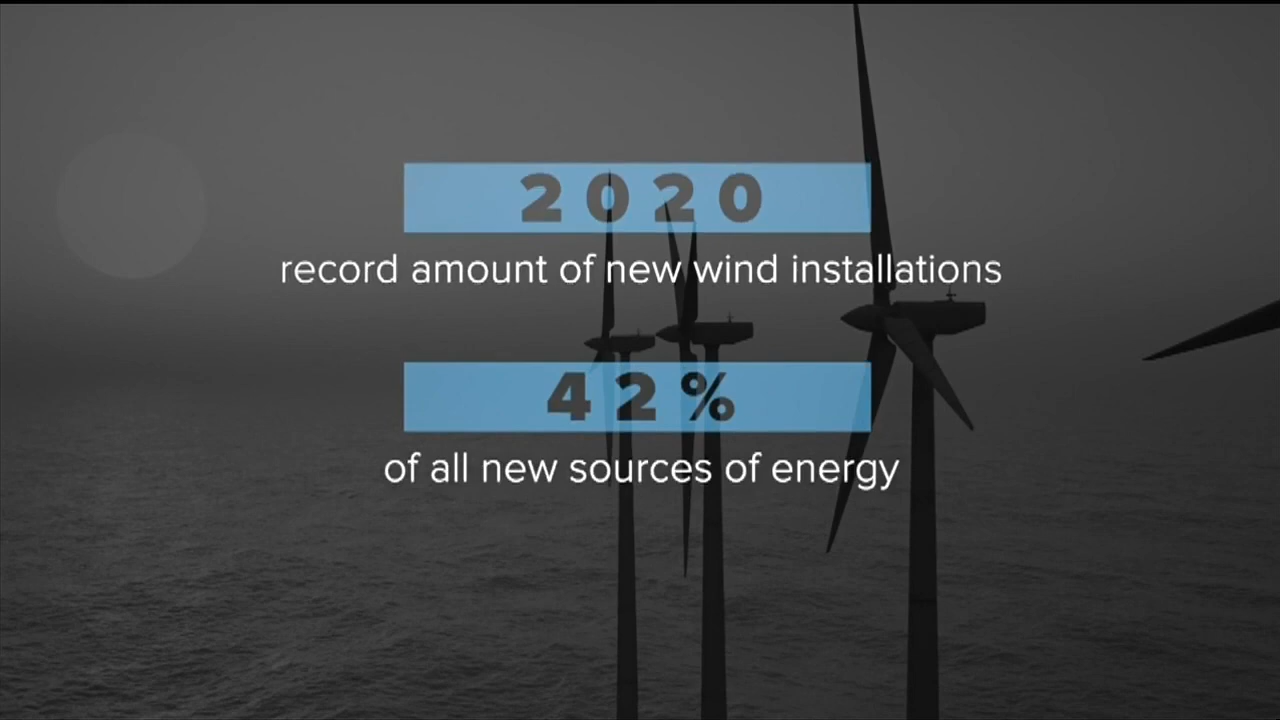 2020
record amount of new wind installations
42%
of all new sources of energy